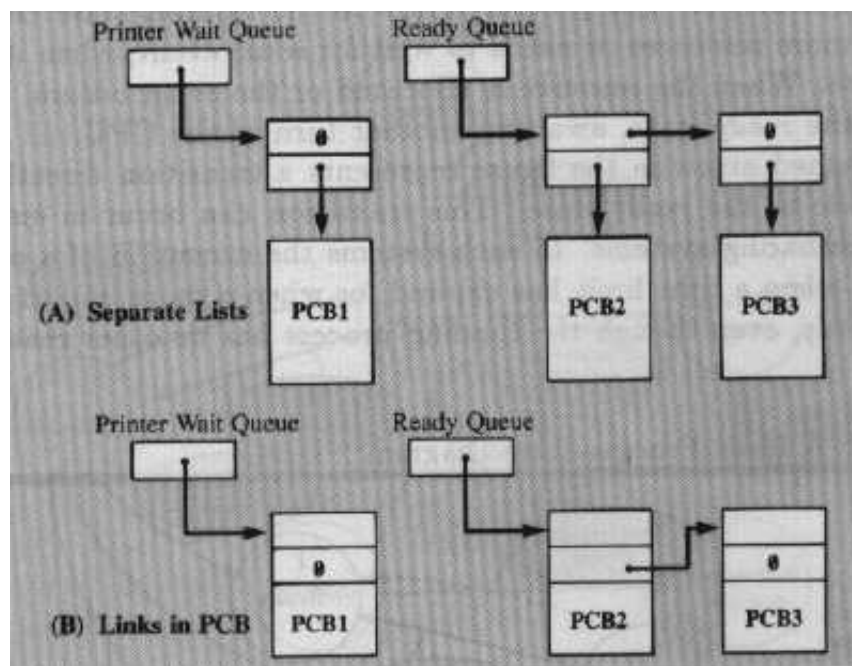 Printer Wait Queue Ready Queue
0 0
(A) Separate Lists PCB1 PCB2 PCB3
Printer Wait Queue Ready Queue
0 0
(B) Links in PCB PCB1 PCB2 PCB3